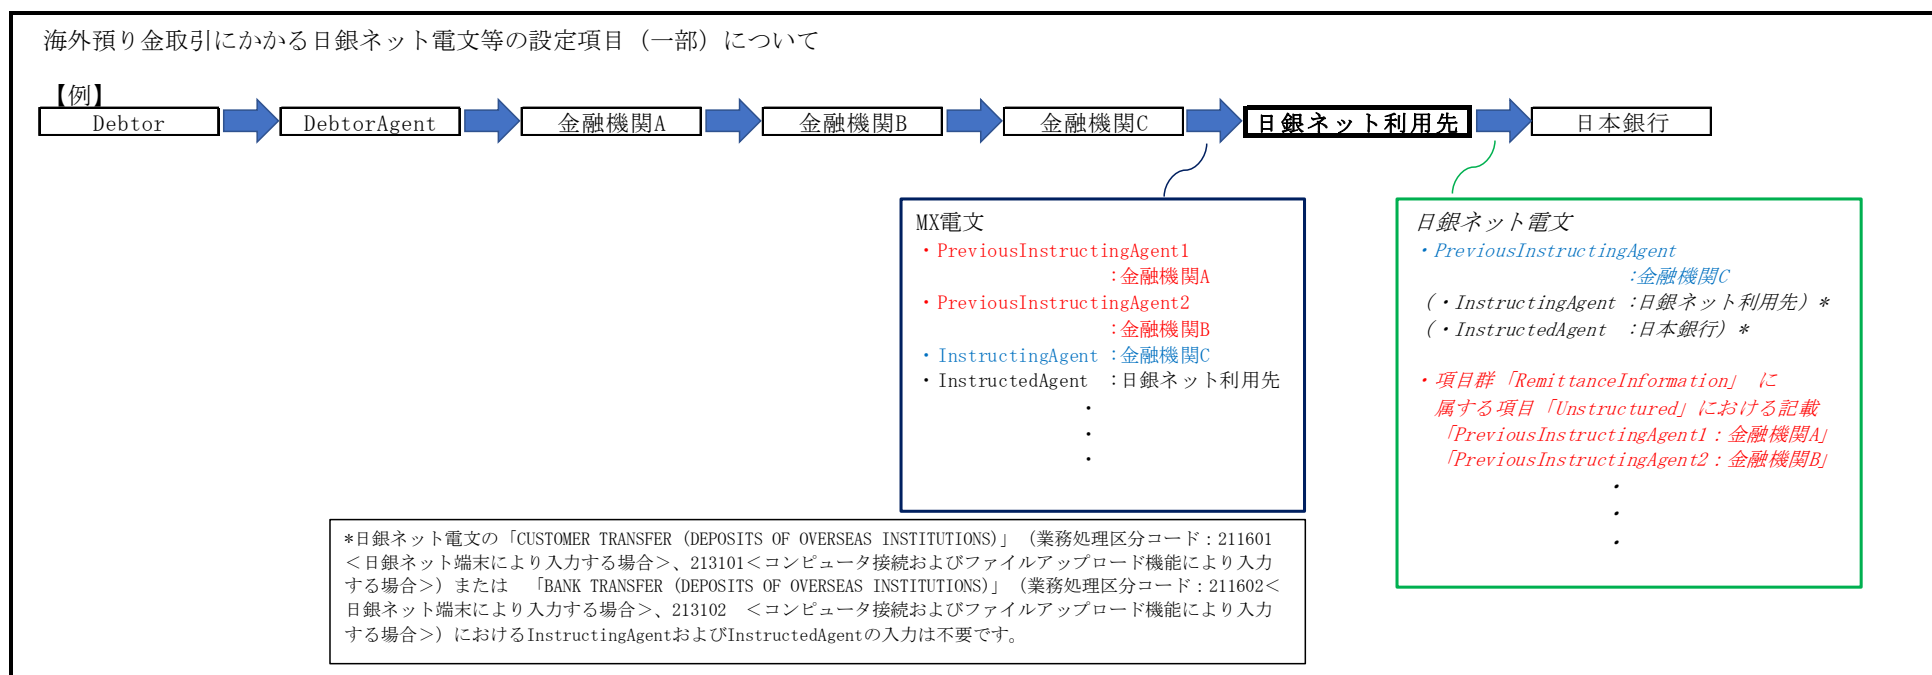 海外預り金取引にかかる日銀ネット電文等の設定項目（一部）について
【例】
Debtor
DebtorAgent
金融機関A
金融機関B
金融機関C
日銀ネット利用先
日本銀行
MX電文
・PreviousInstructingAgent1
：金融機関A
・PreviousInstructingAgent2
：金融機関B
・InstructingAgent ：金融機関C
・InstructedAgent ：日銀ネット利用先
・
・
・
日銀ネット電文
・PreviousInstructingAgent
：金融機関C
（・InstructingAgent ：日銀ネット利用先）*
（・InstructedAgent ：日本銀行）*
・項目群「RemittanceInformation」 に
属する項目「Unstructured」における記載
「PreviousInstructingAgent1：金融機関A」
「PreviousInstructingAgent2：金融機関B」
・
・
・
*日銀ネット電文の「CUSTOMER TRANSFER (DEPOSITS OF OVERSEAS INSTITUTIONS)」（業務処理区分コード：211601
＜日銀ネット端末により入力する場合＞、213101＜コンピュータ接続およびファイルアップロード機能により入力
する場合＞）または 「BANK TRANSFER (DEPOSITS OF OVERSEAS INSTITUTIONS)」（業務処理区分コード：211602＜
日銀ネット端末により入力する場合＞、213102 ＜コンピュータ接続およびファイルアップロード機能により入力
する場合＞）におけるInstructingAgentおよびInstructedAgentの入力は不要です。